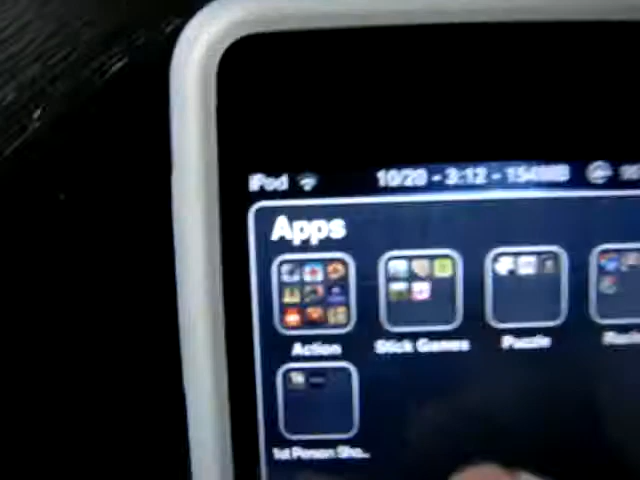 iPod 10/20 - 3:12 - 154MB
Apps
Action Stick Games Puzzle
1st Person Sho...